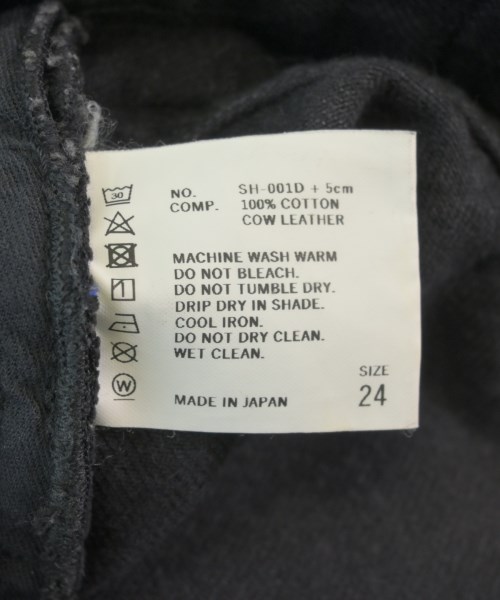 NO. SH-001D + 5cm
COMP. 100% COTTON
COW LEATHER
30
MACHINE WASH WARM
DO NOT BLEACH.
DO NOT TUMBLE DRY.
DRIP DRY IN SHADE.
COOL IRON.
DO NOT DRY CLEAN.
WET CLEAN.
W
MADE IN JAPAN
SIZE
24